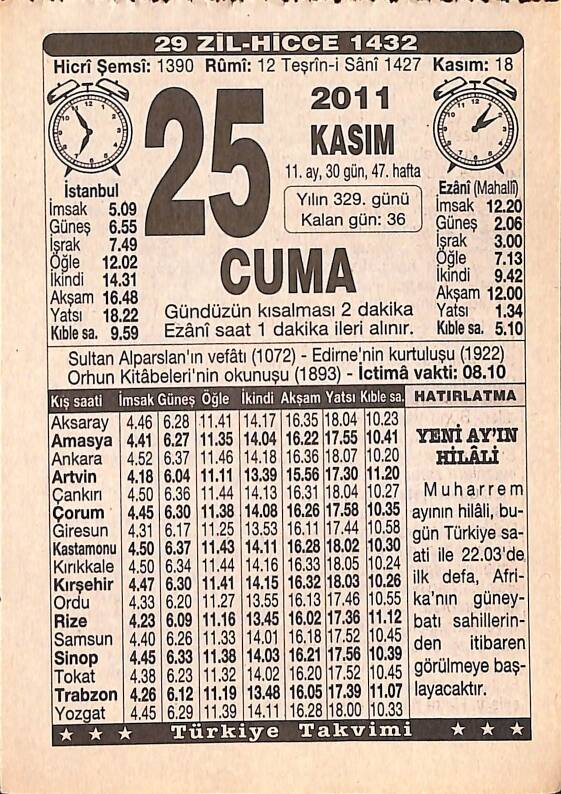 29 ZİL-HİCCE 1432
Hicrî Şemsî: 1390 Rûmî: 12 Teşrîn-i Sânî 1427 Kasım: 18
25
2011
KASIM
11. ay, 30 gün, 47. hafta
Yılın 329. günü
Kalan gün: 36
CUMA
Gündüzün kısalması 2 dakika
Ezânî saat 1 dakika ileri alınır.
İstanbul
İmsak 5.09
Güneş 6.55
İşrak 7.49
Öğle 12.02
İkindi 14.31
Akşam 16.48
Yatsı 18.22
Kıble sa. 9.59
Ezânî (Mahallî)
İmsak 12.20
Güneş 2.06
İşrak 3.00
Öğle 7.13
İkindi 9.42
Akşam 12.00
Yatsı 1.34
Kıble sa. 5.10
Sultan Alparslan'ın vefâtı (1072) - Edirne'nin kurtuluşu (1922)
Orhun Kitâbeleri'nin okunuşu (1893) - İctimâ vakti: 08.10
Kış saati İmsak Güneş Öğle İkindi Akşam Yatsı Kıble sa.
Aksaray 4.46 6.28 11.41 14.17 16.35 18.04 10.23
Amasya 4.41 6.27 11.35 14.04 16.22 17.55 10.41
Ankara 4.52 6.37 11.46 14.18 16.36 18.07 10.20
Artvin 4.18 6.04 11.11 13.39 15.56 17.30 11.20
Çankırı 4.50 6.36 11.44 14.13 16.31 18.04 10.27
Çorum 4.45 6.30 11.38 14.08 16.26 17.58 10.35
Giresun 4.31 6.17 11.25 13.53 16.11 17.44 10.58
Kastamonu 4.50 6.37 11.43 14.11 16.28 18.02 10.30
Kırıkkale 4.50 6.34 11.44 14.16 16.33 18.05 10.24
Kırşehir 4.47 6.30 11.41 14.15 16.32 18.03 10.26
Ordu 4.33 6.20 11.27 13.55 16.13 17.46 10.55
Rize 4.23 6.09 11.16 13.45 16.02 17.36 11.12
Samsun 4.40 6.26 11.33 14.01 16.18 17.52 10.45
Sinop 4.45 6.33 11.38 14.03 16.21 17.56 10.39
Tokat 4.38 6.23 11.32 14.02 16.20 17.52 10.45
Trabzon 4.26 6.12 11.19 13.48 16.05 17.39 11.07
Yozgat 4.45 6.29 11.39 14.11 16.28 18.00 10.33
HATIRLATMA
YENİ AY'IN
HİLÂLİ
Muharrem
ayının hilâli, bu-
gün Türkiye sa-
ati ile 22.03'de,
ilk defa, Afri-
ka'nın güney-
batı sahillerin-
den itibaren
görülmeye baş-
layacaktır.
Türkiye Takvimi